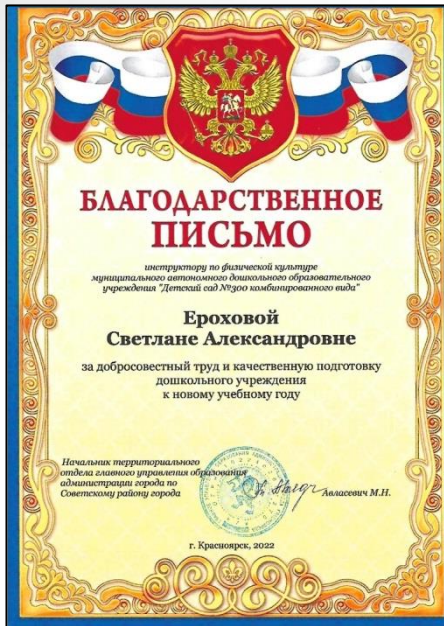 БЛАГОДАРСТВЕННОЕ
ПИСЬМО
инструктору по физической культуре
муниципального автономного дошкольного образовательного
учреждения "Детский сад №300 комбинированного вида"
Ероховой
Светлане Александровне
за добросовестный труд и качественную подготовку
дошкольного учреждения
к новому учебному году
Начальник территориального
отдела главного управления образования
администрации города по
Советскому району города
Авласевич М.Н.
г. Красноярск, 2022